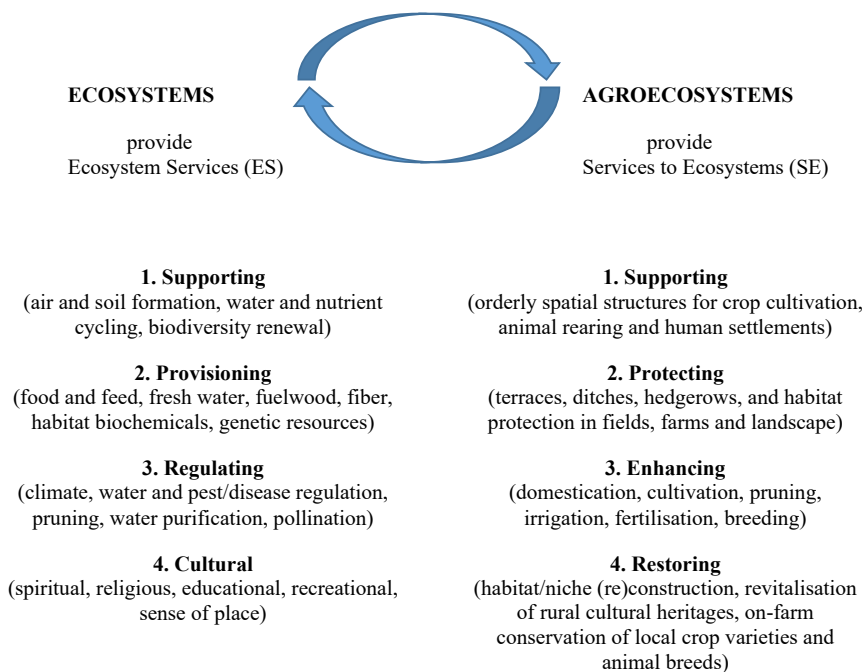 ECOSYSTEMS
provide
Ecosystem Services (ES)
AGROECOSYSTEMS
provide
Services to Ecosystems (SE)
1. Supporting
(air and soil formation, water and nutrient
cycling, biodiversity renewal)
2. Provisioning
(food and feed, fresh water, fuelwood, fiber,
habitat biochemicals, genetic resources)
3. Regulating
(climate, water and pest/disease regulation,
pruning, water purification, pollination)
4. Cultural
(spiritual, religious, educational, recreational,
sense of place)
1. Supporting
(orderly spatial structures for crop cultivation,
animal rearing and human settlements)
2. Protecting
(terraces, ditches, hedgerows, and habitat
protection in fields, farms and landscape)
3. Enhancing
(domestication, cultivation, pruning,
irrigation, fertilisation, breeding)
4. Restoring
(habitat/niche (re)construction, revitalisation
of rural cultural heritages, on-farm
conservation of local crop varieties and
animal breeds)